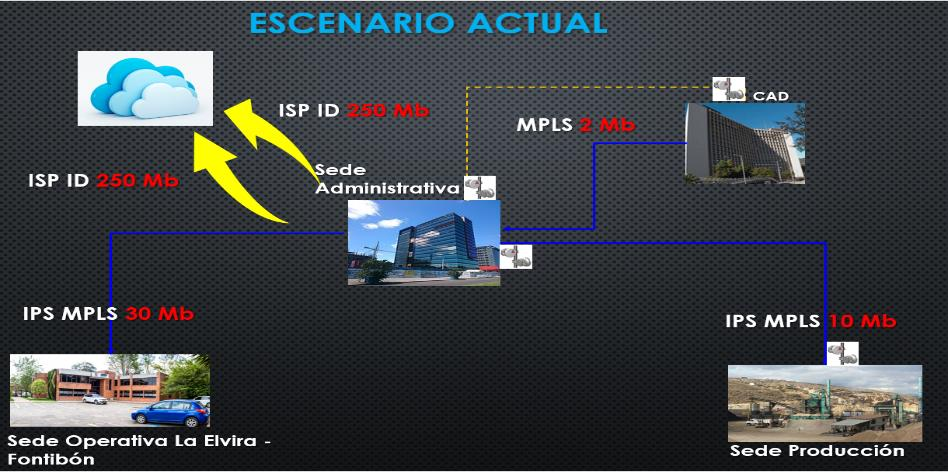 ESCENARIO ACTUAL
ISP ID 250 Mb
CAD
MPLS 2 Mb
ISP ID 250 Mb
Sede
Administrativa
IPS MPLS 30 Mb
IPS MPLS 10 Mb
Sede Operativa La Elvira -
Fontibón
Sede Producción